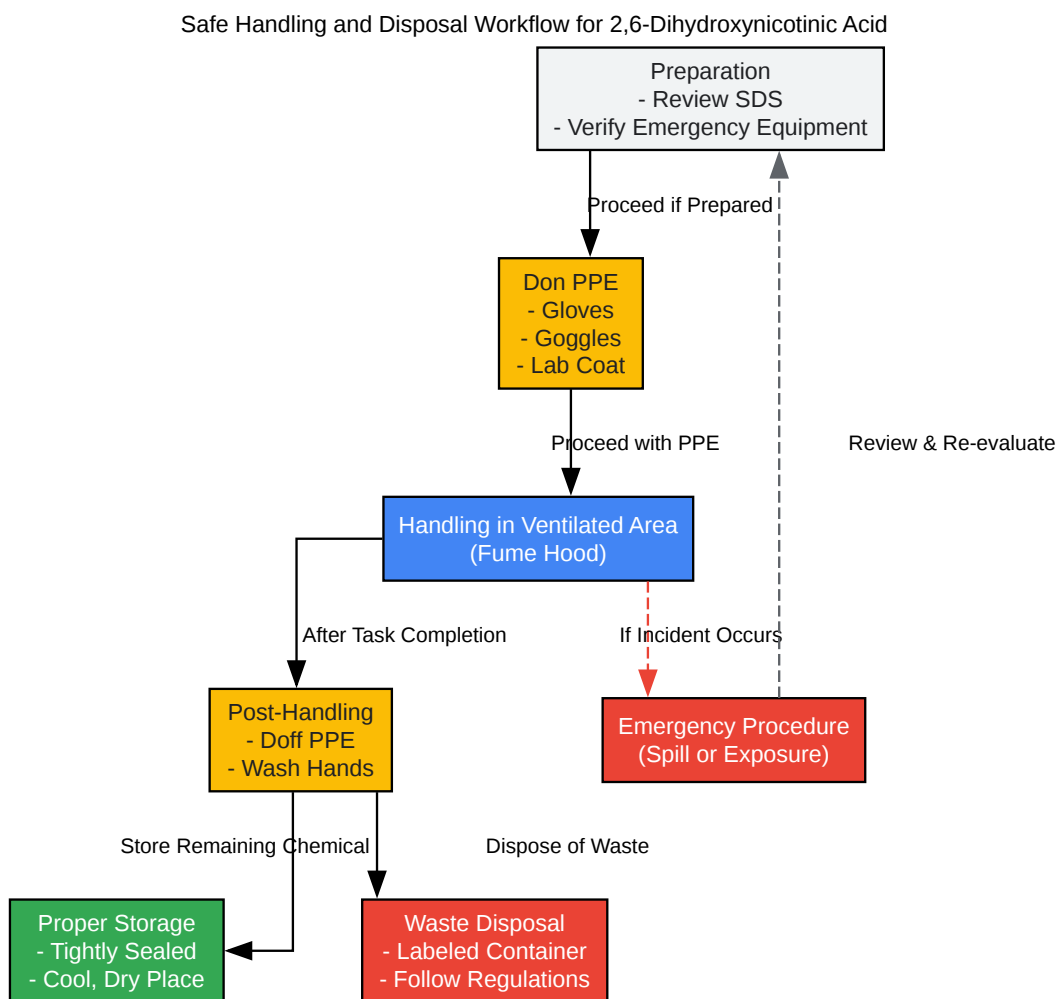 Safe Handling and Disposal Workflow for 2,6-Dihydroxynicotinic Acid
Preparation
- Review SDS
- Verify Emergency Equipment
Proceed if Prepared
Don PPE
- Gloves
- Goggles
- Lab Coat
Proceed with PPE
Review & Re-evaluate
Handling in Ventilated Area
(Fume Hood)
After Task Completion
If Incident Occurs
Post-Handling
- Doff PPE
- Wash Hands
Emergency Procedure
(Spill or Exposure)
Store Remaining Chemical
Dispose of Waste
Proper Storage
- Tightly Sealed
- Cool, Dry Place
Waste Disposal
- Labeled Container
- Follow Regulations